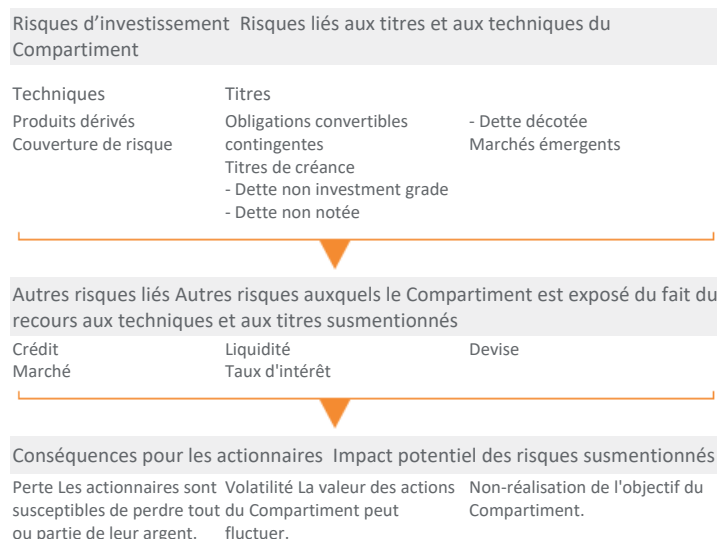 Risques d’investissement Risques liés aux titres et aux techniques du
Compartiment
Techniques
Produits dérivés
Couverture de risque
Titres
Obligations convertibles
contingentes
Titres de créance
- Dette non investment grade
- Dette non notée
- Dette décotée
Marchés émergents
Autres risques liés Autres risques auxquels le Compartiment est exposé du fait du
recours aux techniques et aux titres susmentionnés
Crédit
Marché
Liquidité
Taux d'intérêt
Devise
Conséquences pour les actionnaires Impact potentiel des risques susmentionnés
Perte Les actionnaires sont
susceptibles de perdre tout
ou partie de leur argent.
Volatilité La valeur des actions
du Compartiment peut
fluctuer.
Non-réalisation de l'objectif du
Compartiment.